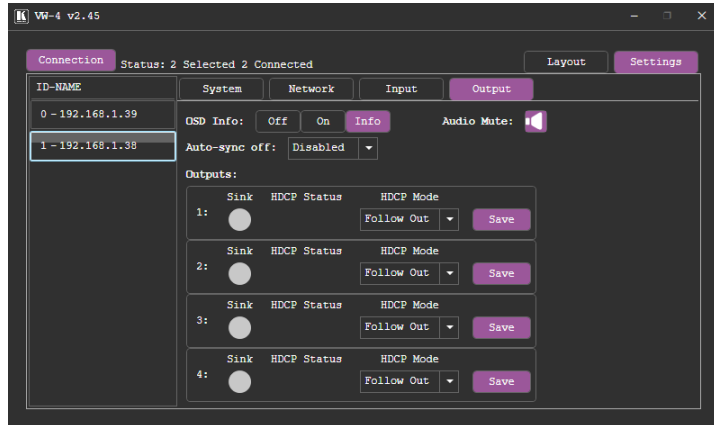 VW-4 v2.45
Connection Status: 2 Selected 2 Connected Layout Settings
ID-NAME System Network Input Output
0 - 192.168.1.39
OSD Info: Off On Info Audio Mute:
1 - 192.168.1.38
Auto-sync off: Disabled
Outputs:
Sink HDCP Status HDCP Mode
1: Follow Out Save
Sink HDCP Status HDCP Mode
2: Follow Out Save
Sink HDCP Status HDCP Mode
3: Follow Out Save
Sink HDCP Status HDCP Mode
4: Follow Out Save